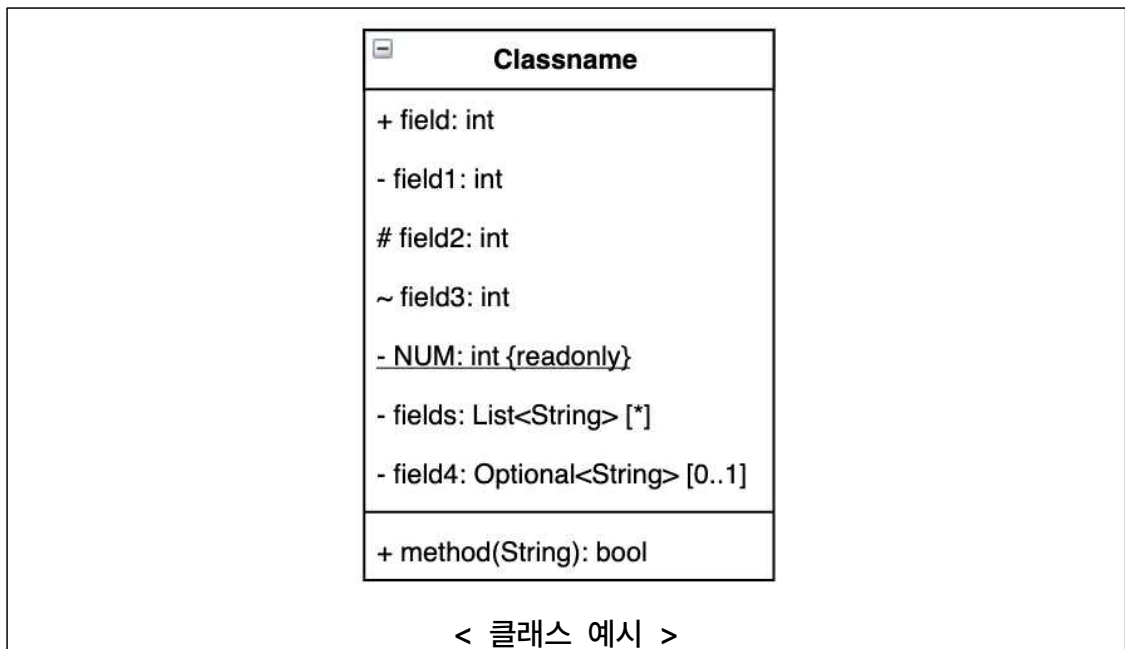 Classname
+ field: int
- field1: int
# field2: int
~ field3: int
- NUM: int {readonly}
- fields: List<String> [*]
- field4: Optional<String> [0..1]
+ method(String): bool
< 클래스 예시 >